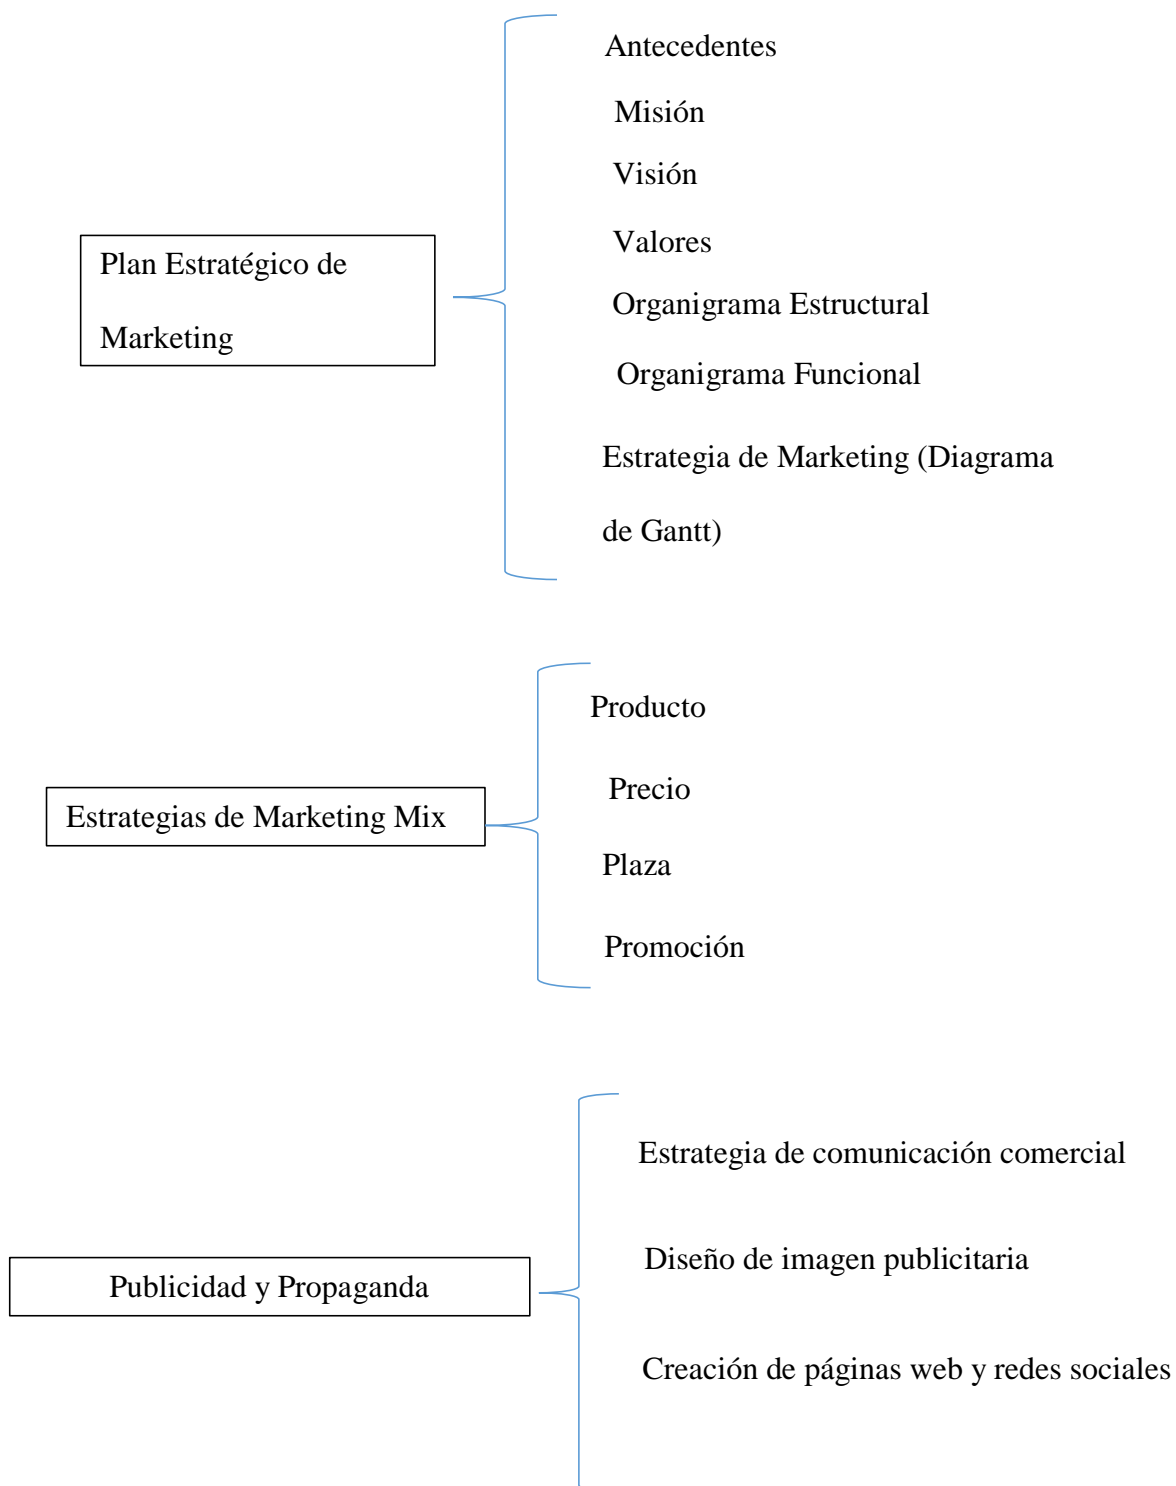 Antecedentes
Misión
Visión
Valores
Plan Estratégico de
Marketing
Organigrama Estructural
Organigrama Funcional
Estrategia de Marketing (Diagrama
de Gantt)
Producto
Precio
Estrategias de Marketing Mix
Plaza
Promoción
Estrategia de comunicación comercial
Diseño de imagen publicitaria
Publicidad y Propaganda
Creación de páginas web y redes sociales